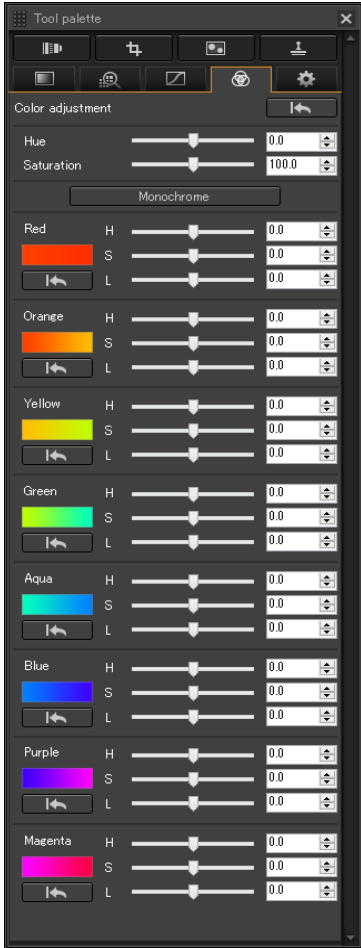 Tool palette
Color adjustment
Hue 0.0
Saturation 100.0
Monochrome
Red H 0.0
S 0.0
L 0.0
Orange H 0.0
S 0.0
L 0.0
Yellow H 0.0
S 0.0
L 0.0
Green H 0.0
S 0.0
L 0.0
Aqua H 0.0
S 0.0
L 0.0
Blue H 0.0
S 0.0
L 0.0
Purple H 0.0
S 0.0
L 0.0
Magenta H 0.0
S 0.0
L 0.0